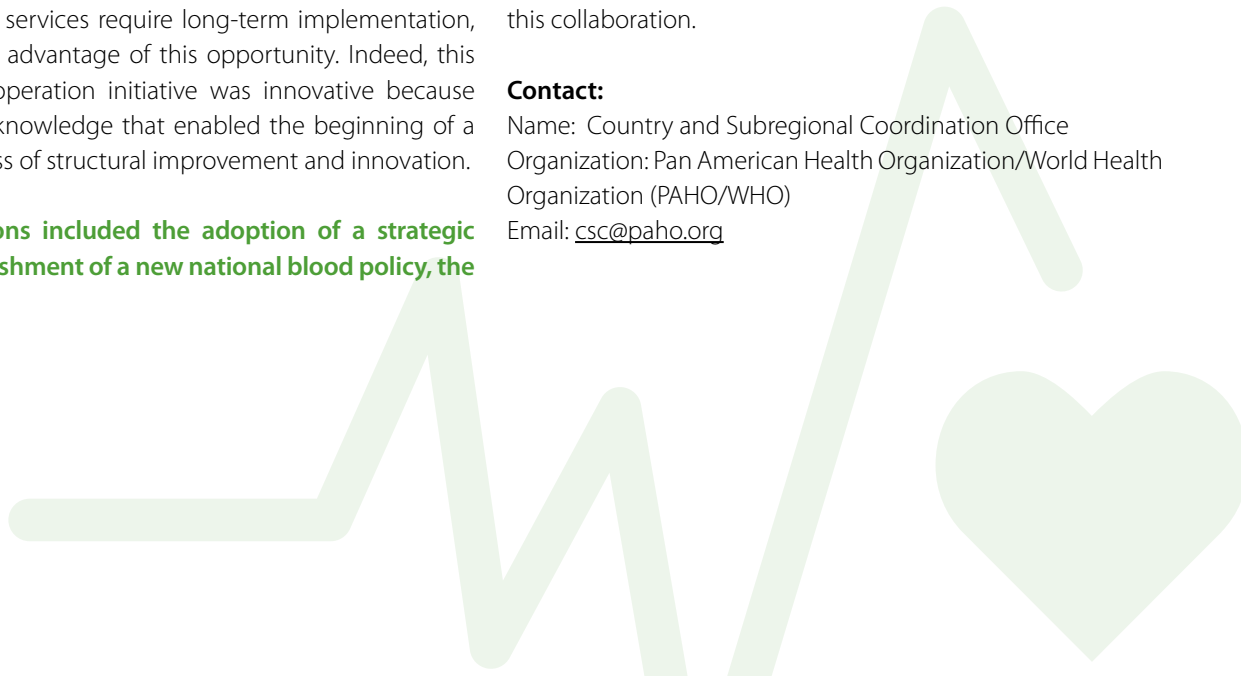 services require long-term implementation,
advantage of this opportunity. Indeed, this
operation initiative was innovative because
knowledge that enabled the beginning of a
ss of structural improvement and innovation.
ons included the adoption of a strategic
shment of a new national blood policy, the
this collaboration.
Contact:
Name: Country and Subregional Coordination Office
Organization: Pan American Health Organization/World Health
Organization (PAHO/WHO)
Email: csc@paho.org